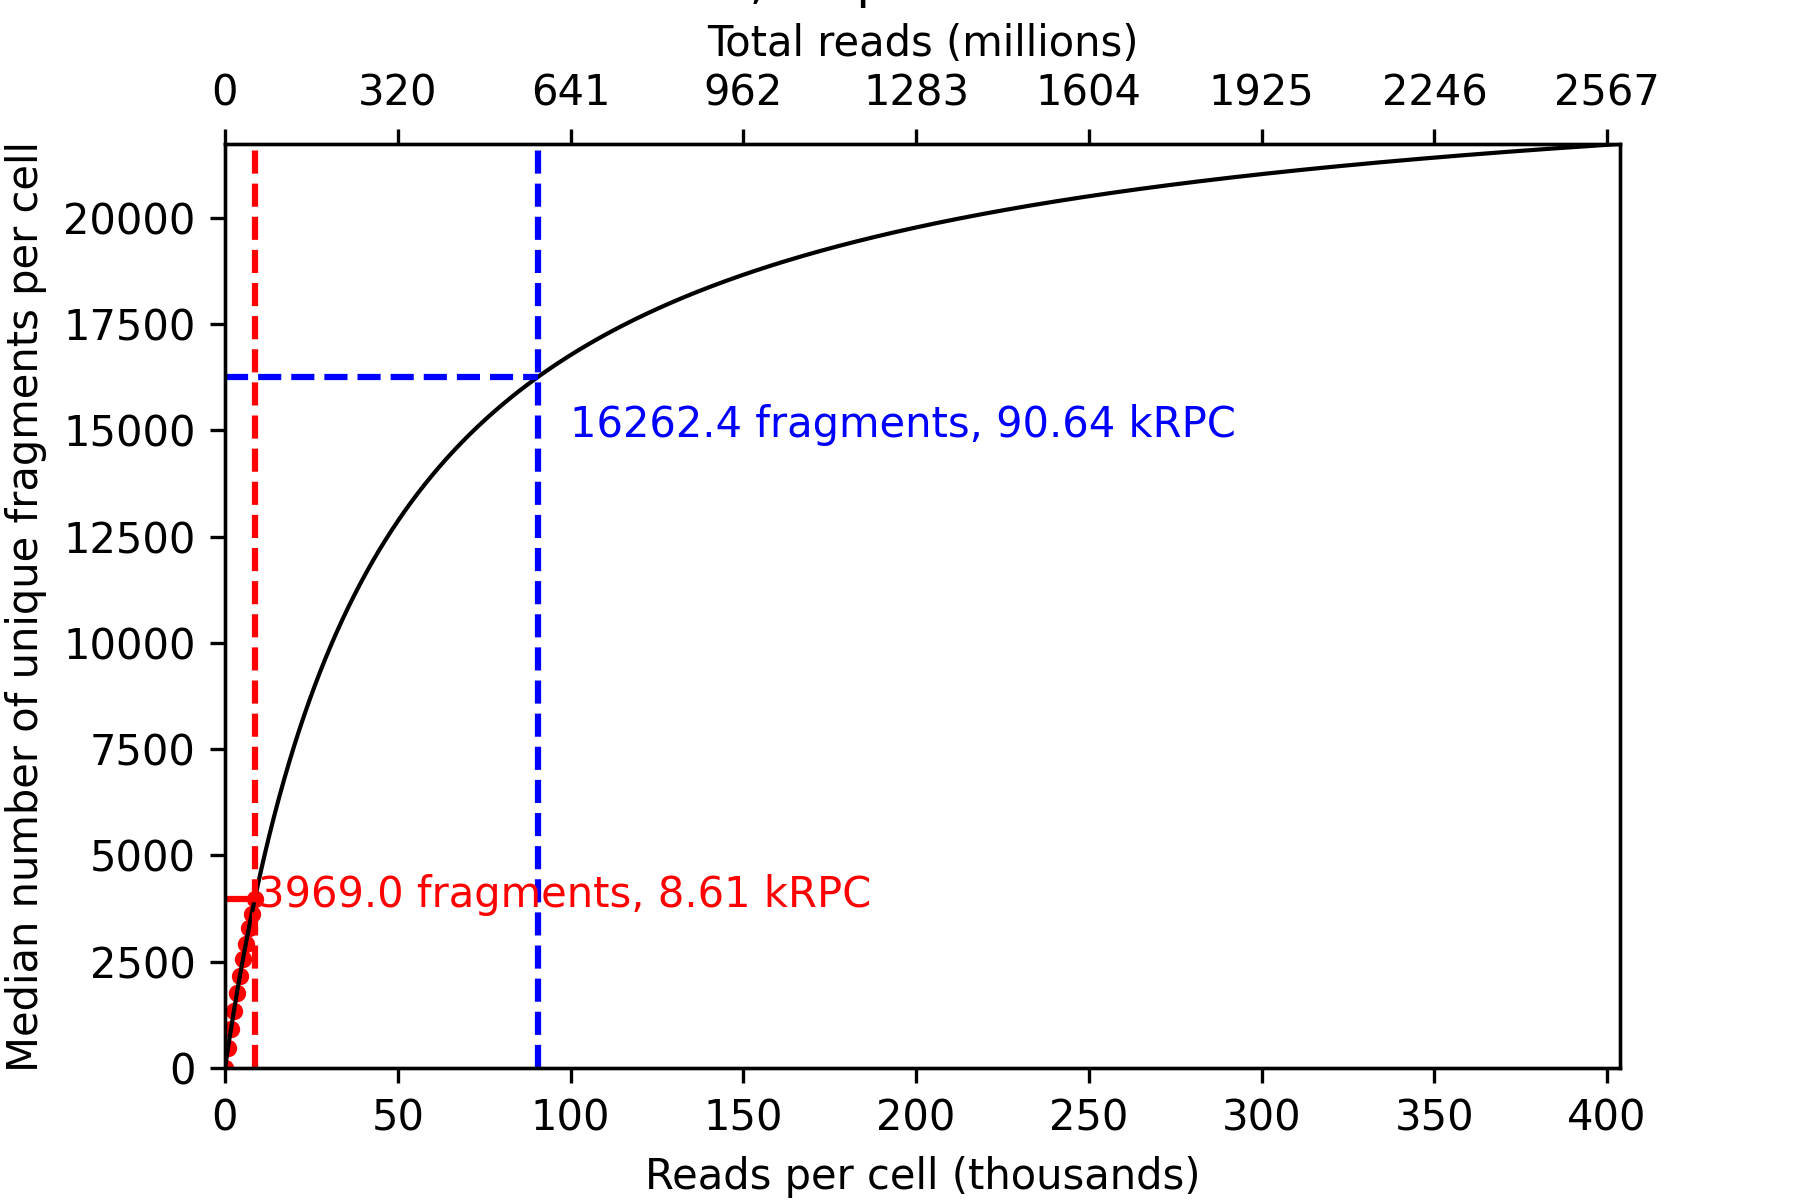 Total reads (millions)
0 320 641 962 1283 1604 1925 2246 2567
Median number of unique fragments per cell
20000
17500
15000
12500
10000
7500
5000
2500
0
16262.4 fragments, 90.64 kRPC
3969.0 fragments, 8.61 kRPC
0 50 100 150 200 250 300 350 400
Reads per cell (thousands)